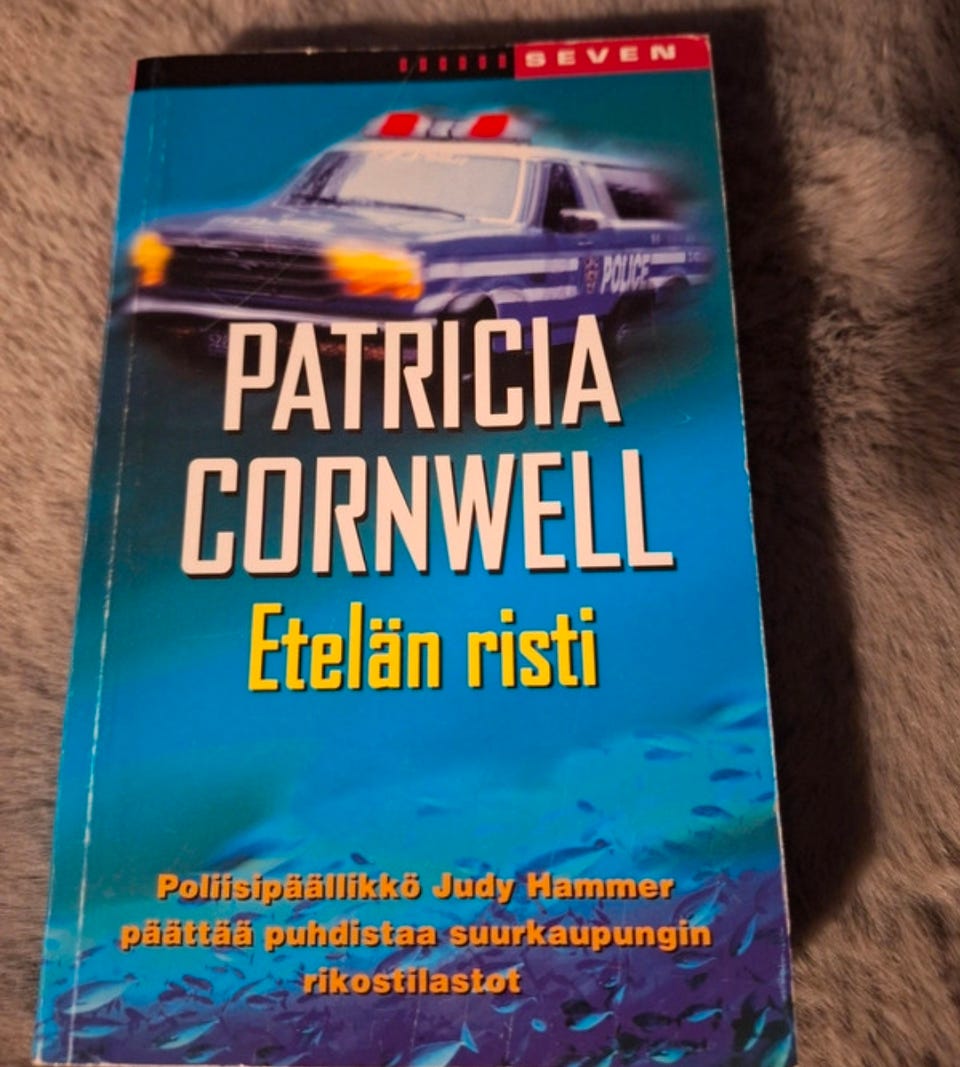 SEVEN
POLICE
PATRICIA
CORNWELL
Etelän risti
Poliisipäällikkö Judy Hammer
päättää puhdistaa suurkaupungin
rikostilastot